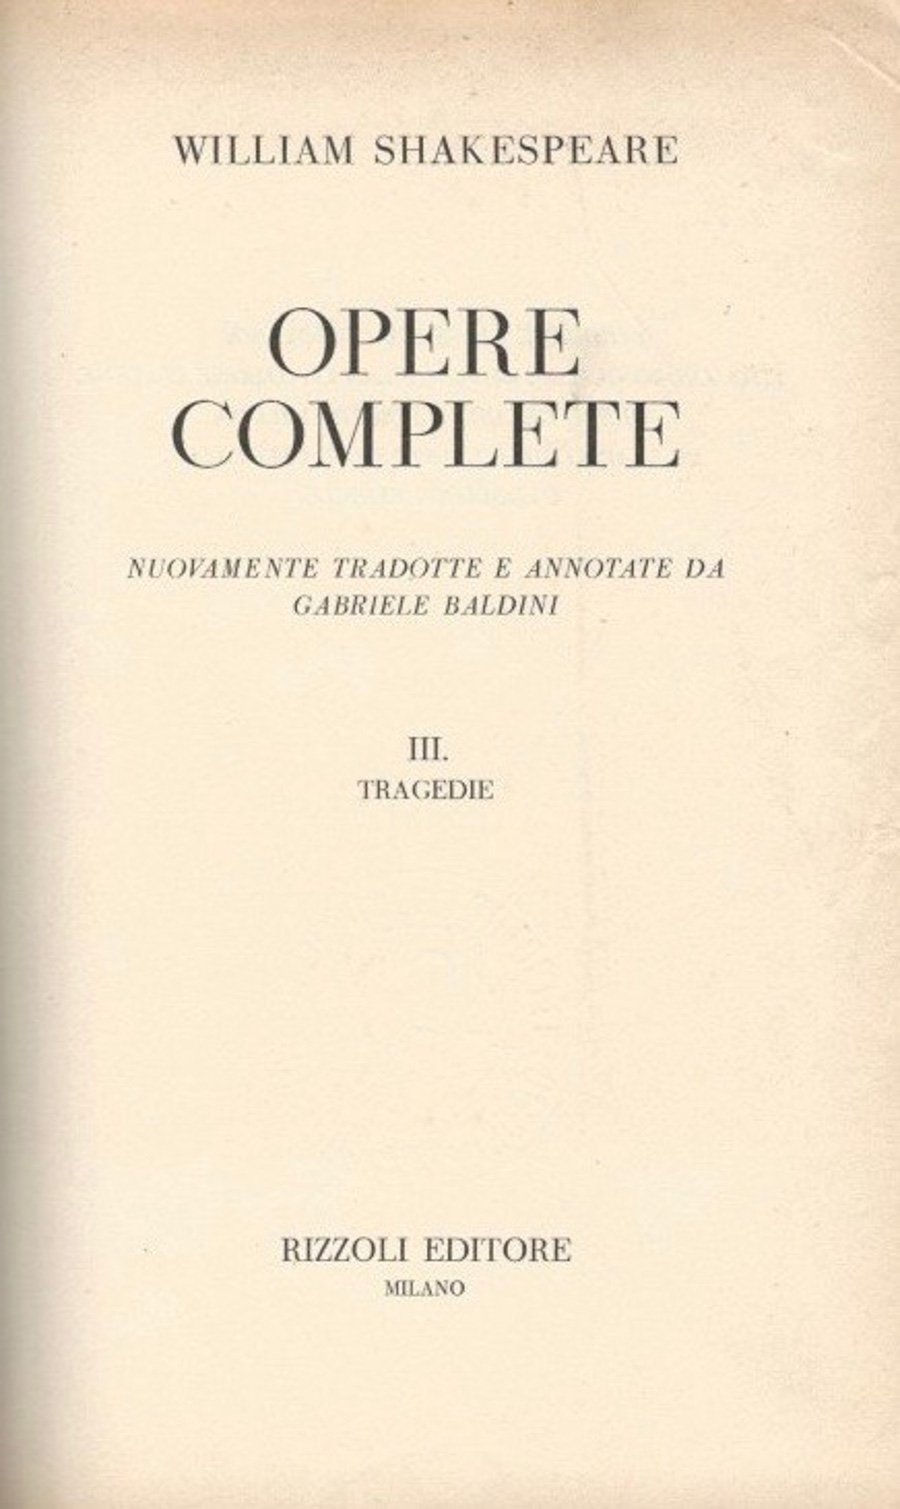 WILLIAM SHAKESPEARE
OPERE
COMPLETE
NUOVAMENTE TRADOTTE E ANNOTATE DA
GABRIELE BALDINI
III.
TRAGEDIE
RIZZOLI EDITORE
MILANO